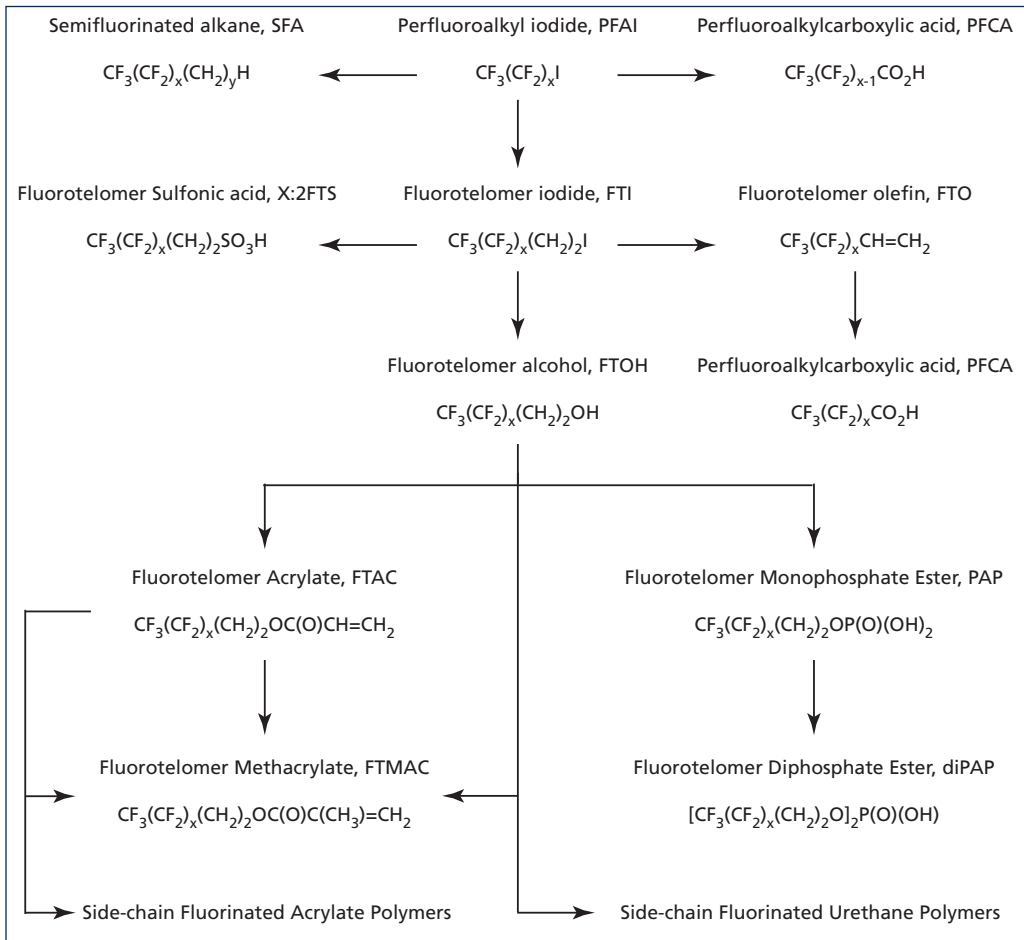 Semifluorinated alkane, SFA
Perfluoroalkyl iodide, PFAI
Perfluoroalkylcarboxylic acid, PFCA
CF3(CF2)x(CH2)yH
CF3(CF2)xI
CF3(CF2)x-1CO2H
Fluorotelomer Sulfonic acid, X:2FTS
Fluorotelomer iodide, FTI
Fluorotelomer olefin, FTO
CF3(CF2)x(CH2)2SO3H
CF3(CF2)x(CH2)2I
CF3(CF2)xCH=CH2
Fluorotelomer alcohol, FTOH
Perfluoroalkylcarboxylic acid, PFCA
CF3(CF2)x(CH2)2OH
CF3(CF2)xCO2H
Fluorotelomer Acrylate, FTAC
Fluorotelomer Monophosphate Ester, PAP
CF3(CF2)x(CH2)2OC(O)CH=CH2
CF3(CF2)x(CH2)2OP(O)(OH)2
Fluorotelomer Methacrylate, FTMAC
Fluorotelomer Diphosphate Ester, diPAP
CF3(CF2)x(CH2)2OC(O)C(CH3)=CH2
[CF3(CF2)x(CH2)2O]2P(O)(OH)
Side-chain Fluorinated Acrylate Polymers
Side-chain Fluorinated Urethane Polymers